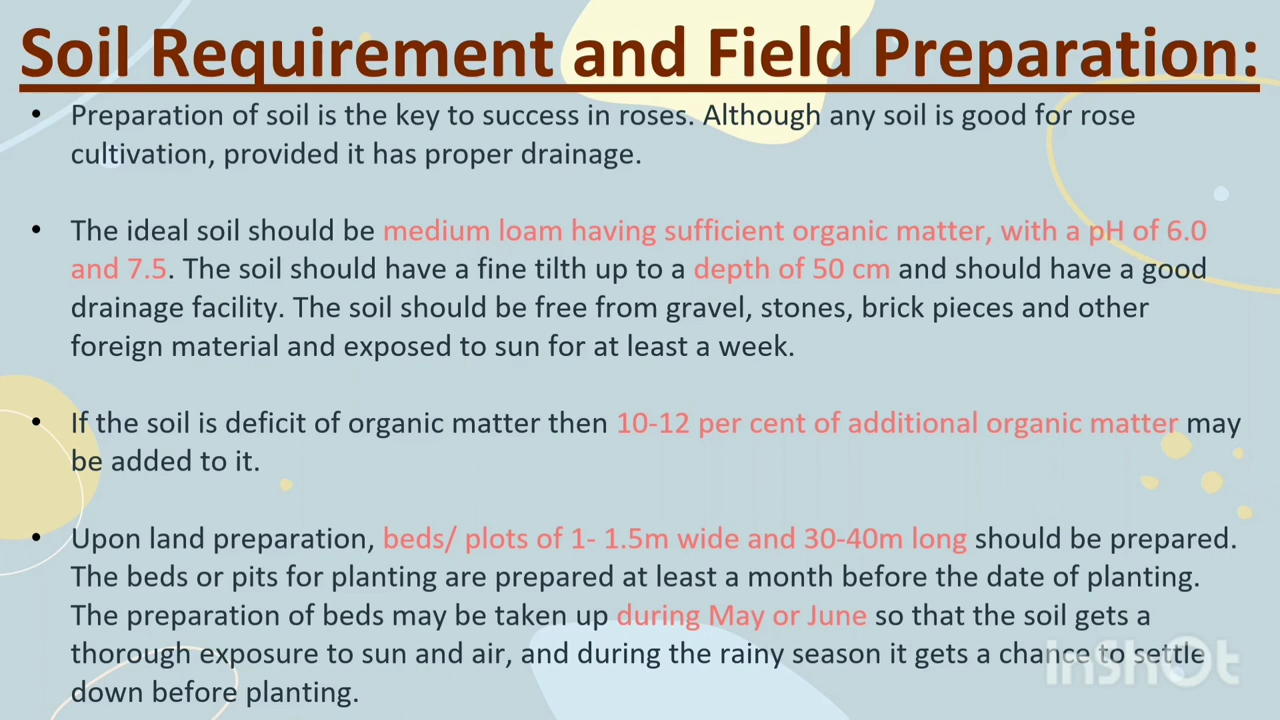 Soil Requirement and Field Preparation:
• Preparation of soil is the key to success in roses. Although any soil is good for rose
cultivation, provided it has proper drainage.
• The ideal soil should be medium loam having sufficient organic matter, with a pH of 6.0
and 7.5. The soil should have a fine tilth up to a depth of 50 cm and should have a good
drainage facility. The soil should be free from gravel, stones, brick pieces and other
foreign material and exposed to sun for at least a week.
• If the soil is deficit of organic matter then 10-12 per cent of additional organic matter may
be added to it.
• Upon land preparation, beds/ plots of 1- 1.5m wide and 30-40m long should be prepared.
The beds or pits for planting are prepared at least a month before the date of planting.
The preparation of beds may be taken up during May or June so that the soil gets a
thorough exposure to sun and air, and during the rainy season it gets a chance to settle
down before planting.
InShOt